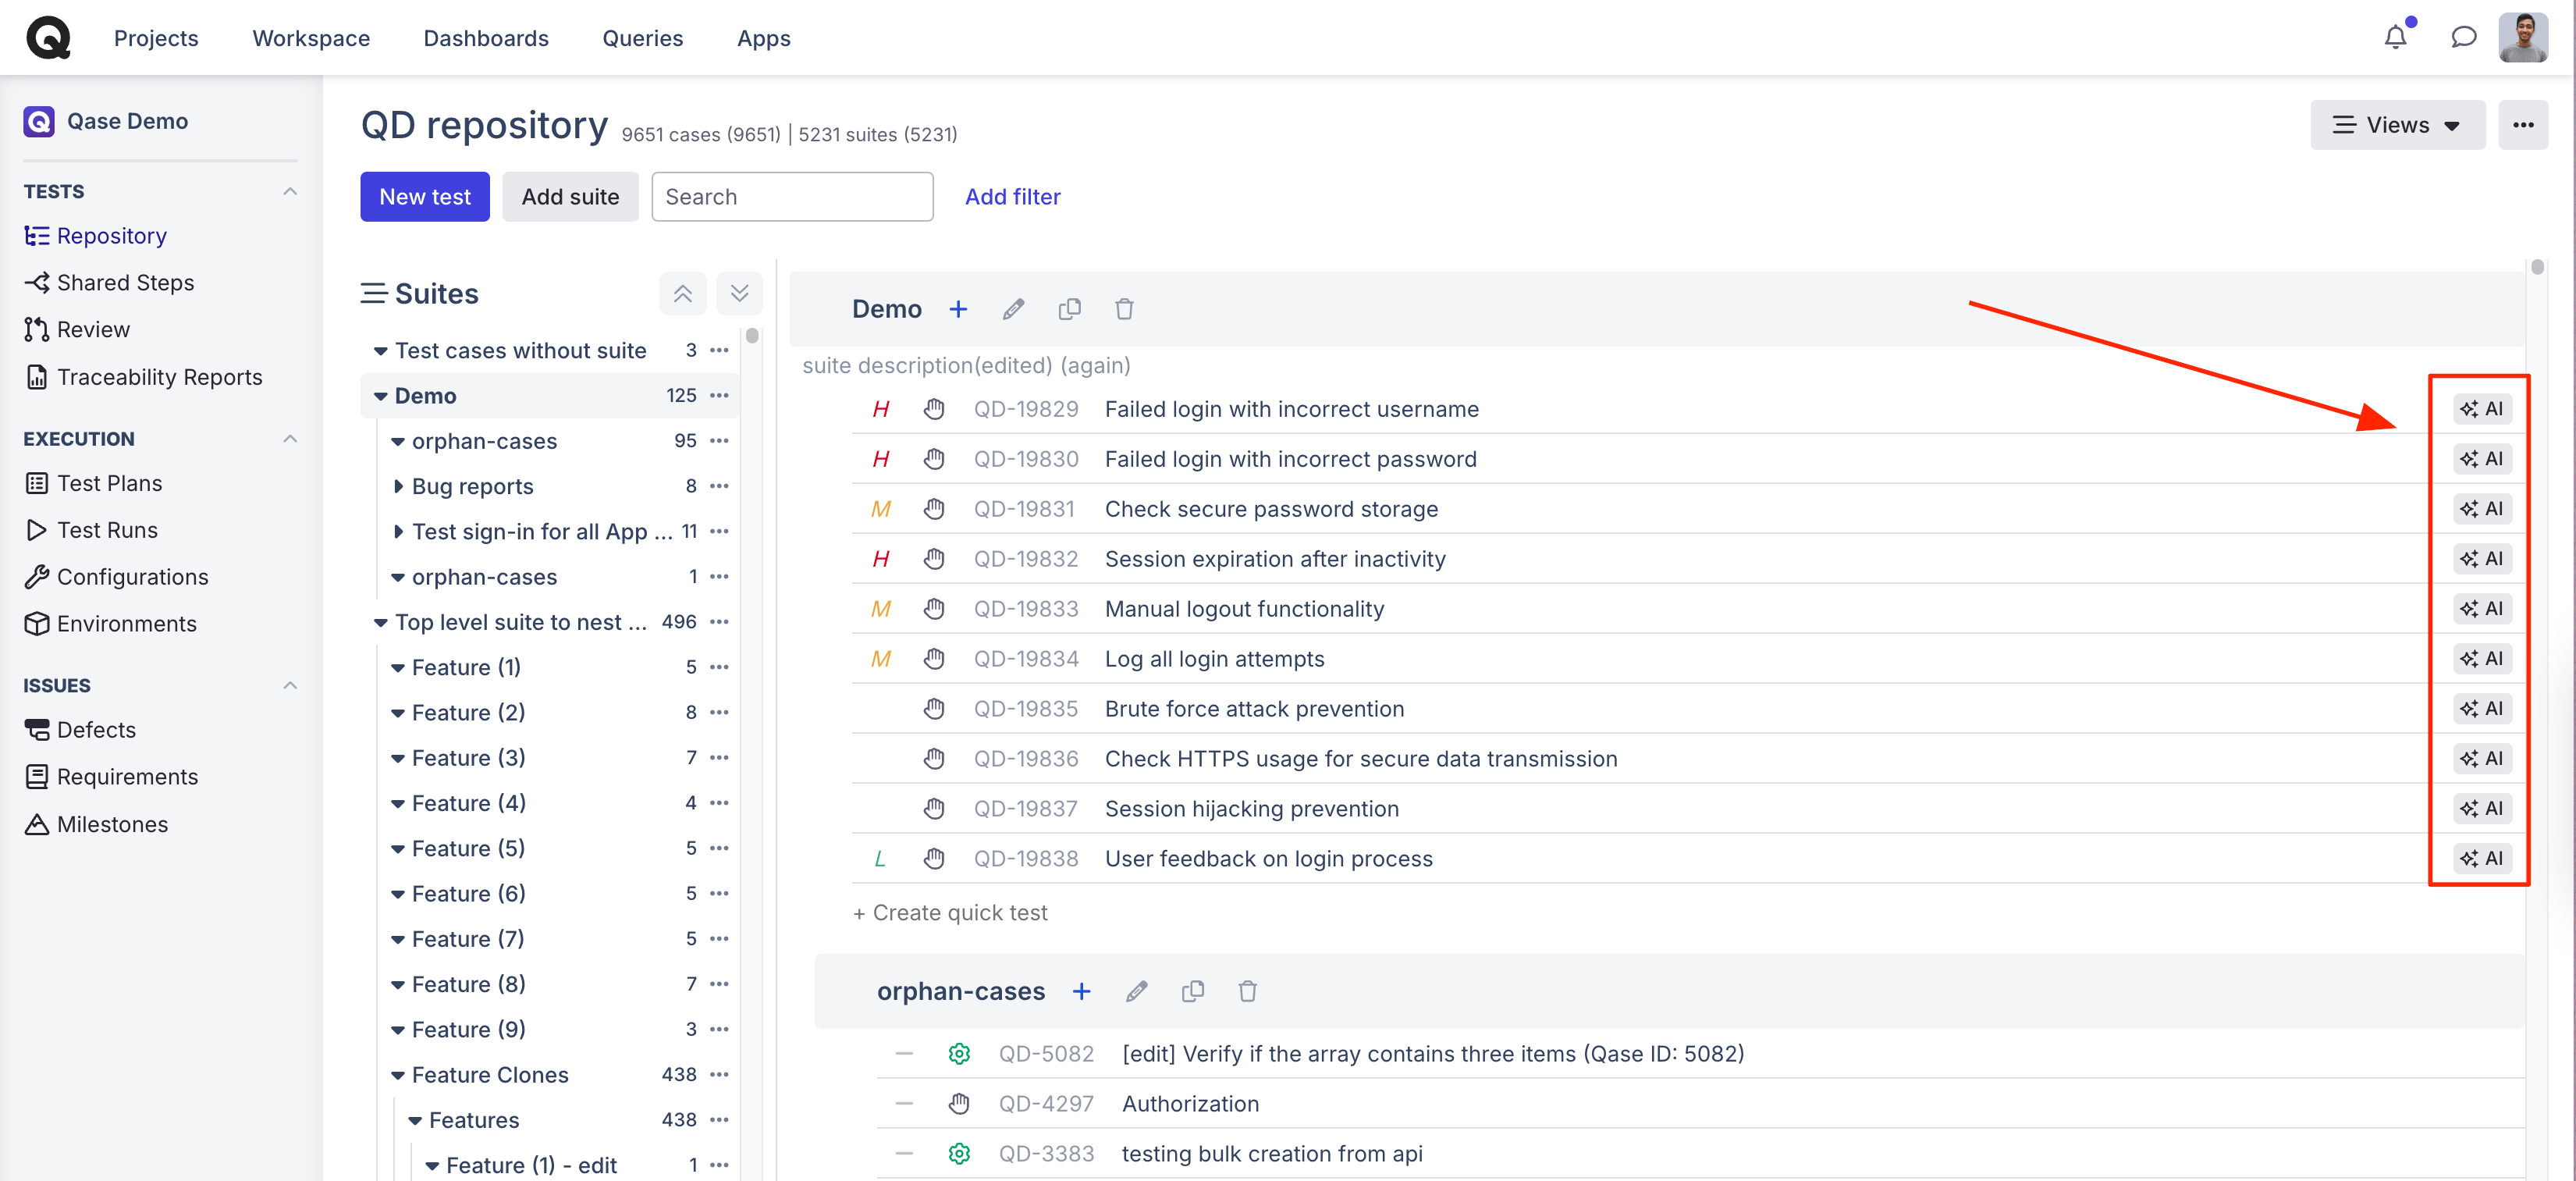 Projects Workspace Dashboards Queries Apps
Qase Demo
TESTS
Repository
Shared Steps
Review
Traceability Reports
EXECUTION
Test Plans
Test Runs
Configurations
Environments
ISSUES
Defects
Requirements
Milestones
QD repository 9651 cases (9651) | 5231 suites (5231)
Views
New test Add suite Search Add filter
Suites
Test cases without suite 3
Demo 125
orphan-cases 95
Bug reports 8
Test sign-in for all App ... 11
orphan-cases 1
Top level suite to nest ... 496
Feature (1) 5
Feature (2) 8
Feature (3) 7
Feature (4) 4
Feature (5) 5
Feature (6) 5
Feature (7) 5
Feature (8) 7
Feature (9) 3
Feature Clones 438
Features 438
Feature (1) - edit 1
Demo
suite description(edited) (again)
H QD-19829 Failed login with incorrect username AI
H QD-19830 Failed login with incorrect password AI
M QD-19831 Check secure password storage AI
H QD-19832 Session expiration after inactivity AI
M QD-19833 Manual logout functionality AI
M QD-19834 Log all login attempts AI
QD-19835 Brute force attack prevention AI
QD-19836 Check HTTPS usage for secure data transmission AI
QD-19837 Session hijacking prevention AI
L QD-19838 User feedback on login process AI
+ Create quick test
orphan-cases
QD-5082 [edit] Verify if the array contains three items (Qase ID: 5082)
QD-4297 Authorization
QD-3383 testing bulk creation from api